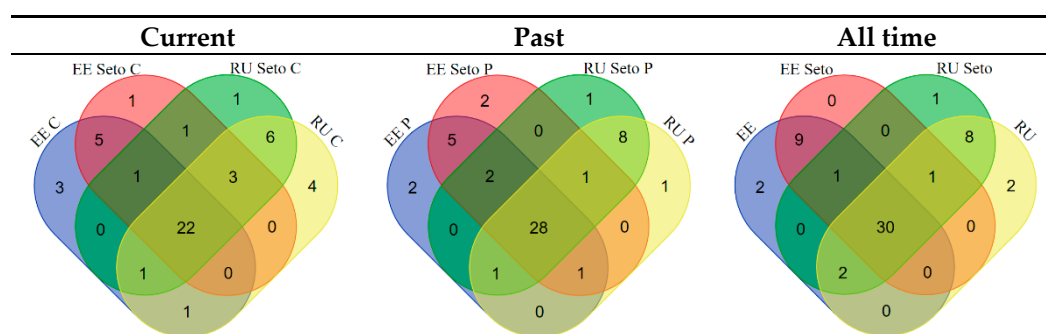 Current Past All time
EE Seto C RU Seto C EE Seto P RU Seto P EE Seto RU Seto
EE C RU C EE P RU P EE RU
1 1 2 1 0 1
5 1 6 5 0 8 9 0 8
3 1 3 4 2 2 1 1 2 1 1 2
0 22 0 0 28 0 0 30 0
1 0 1 1 2 0
1 0 0